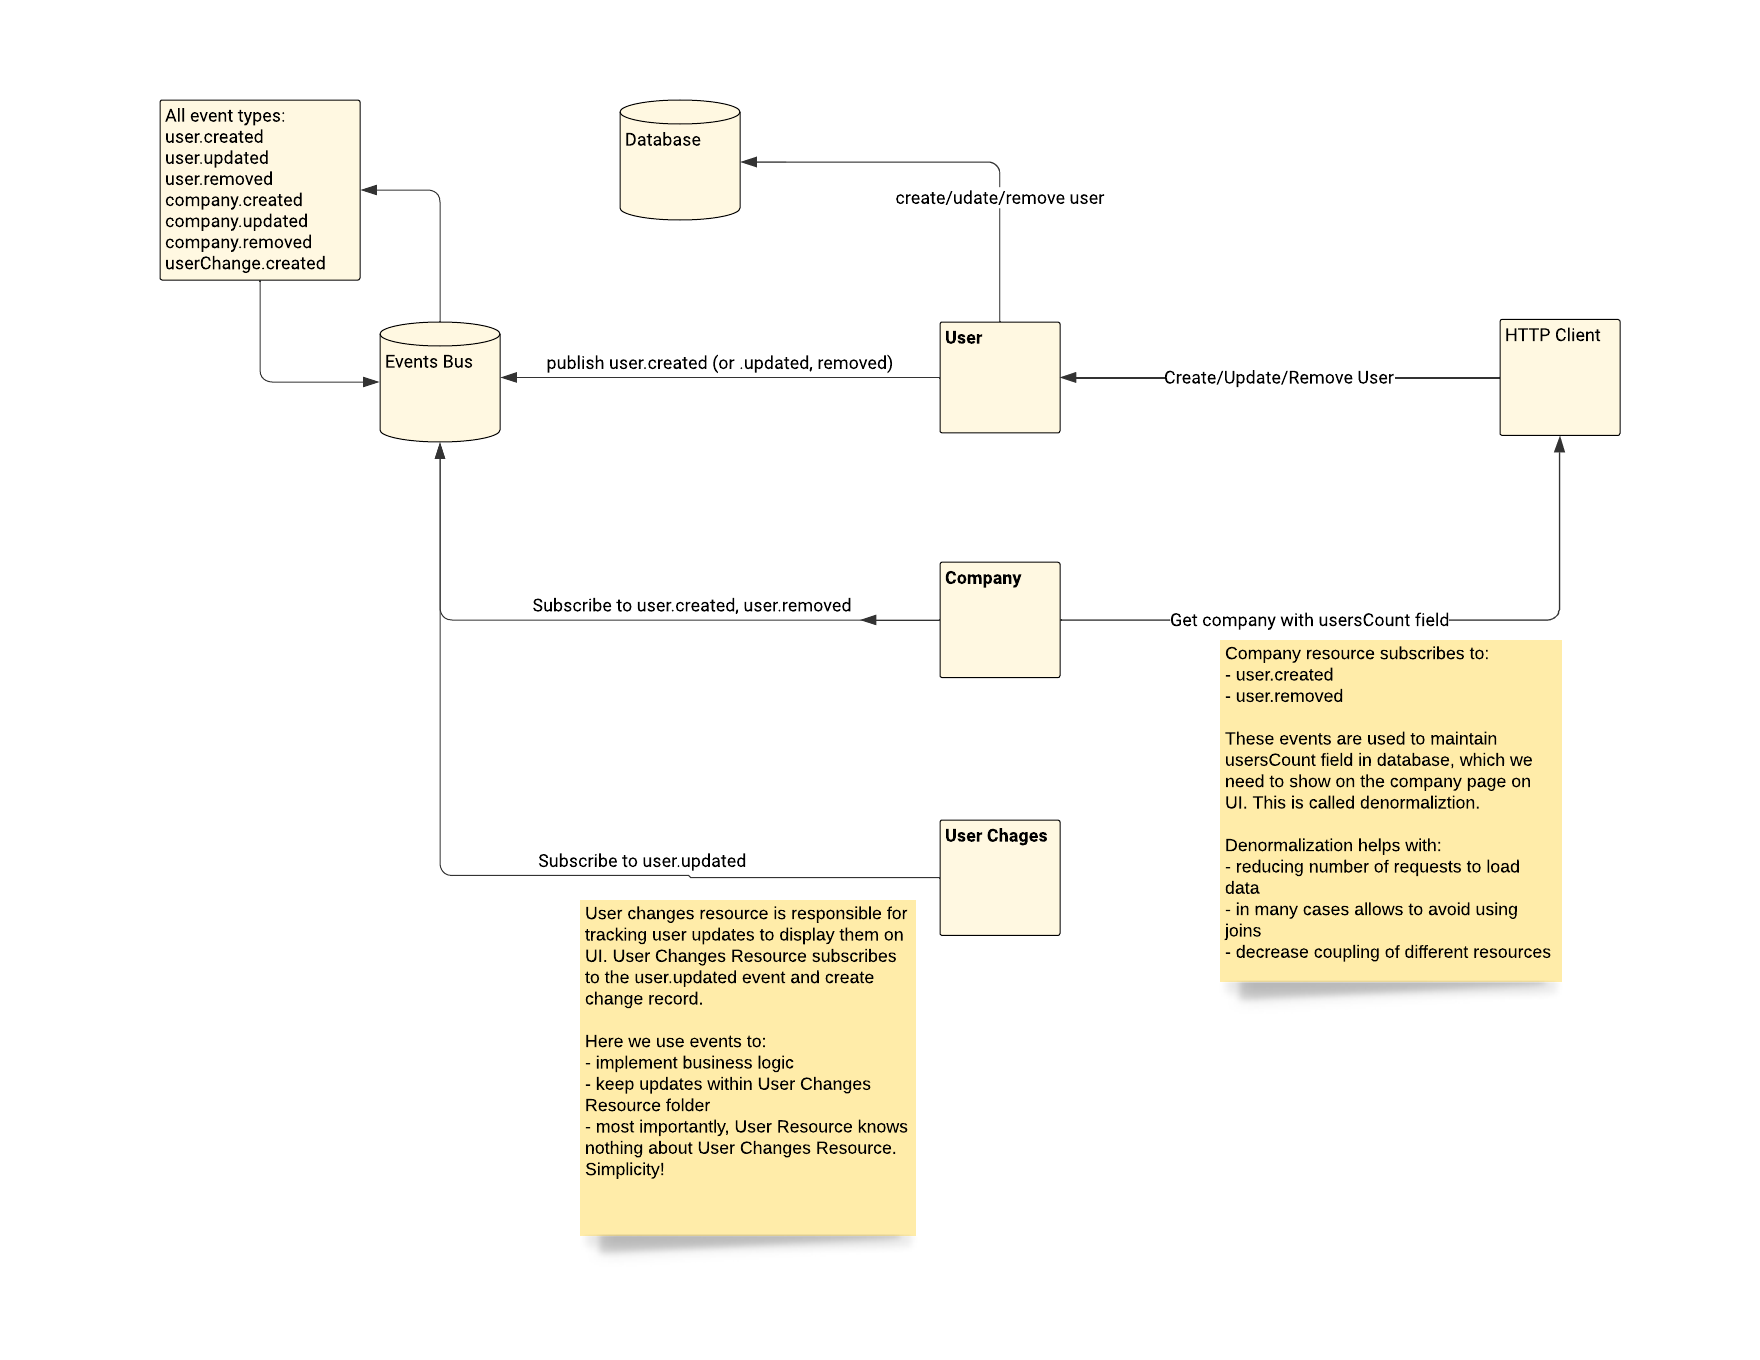 All event types:
user.created
user.updated
user.removed
company.created
company.updated
company.removed
userChange.created
Database
create/udate/remove user
Events Bus
publish user.created (or .updated, removed)
User
Create/Update/Remove User
HTTP Client
Subscribe to user.created, user.removed
Company
Get company with usersCount field
Company resource subscribes to:
- user.created
- user.removed
These events are used to maintain
usersCount field in database, which we
need to show on the company page on
UI. This is called denormaliztion.
Denormalization helps with:
- reducing number of requests to load
data
- in many cases allows to avoid using
joins
- decrease coupling of different resources
Subscribe to user.updated
User Chages
User changes resource is responsible for
tracking user updates to display them on
UI. User Changes Resource subscribes
to the user.updated event and create
change record.
Here we use events to:
- implement business logic
- keep updates within User Changes
Resource folder
- most importantly, User Resource knows
nothing about User Changes Resource.
Simplicity!